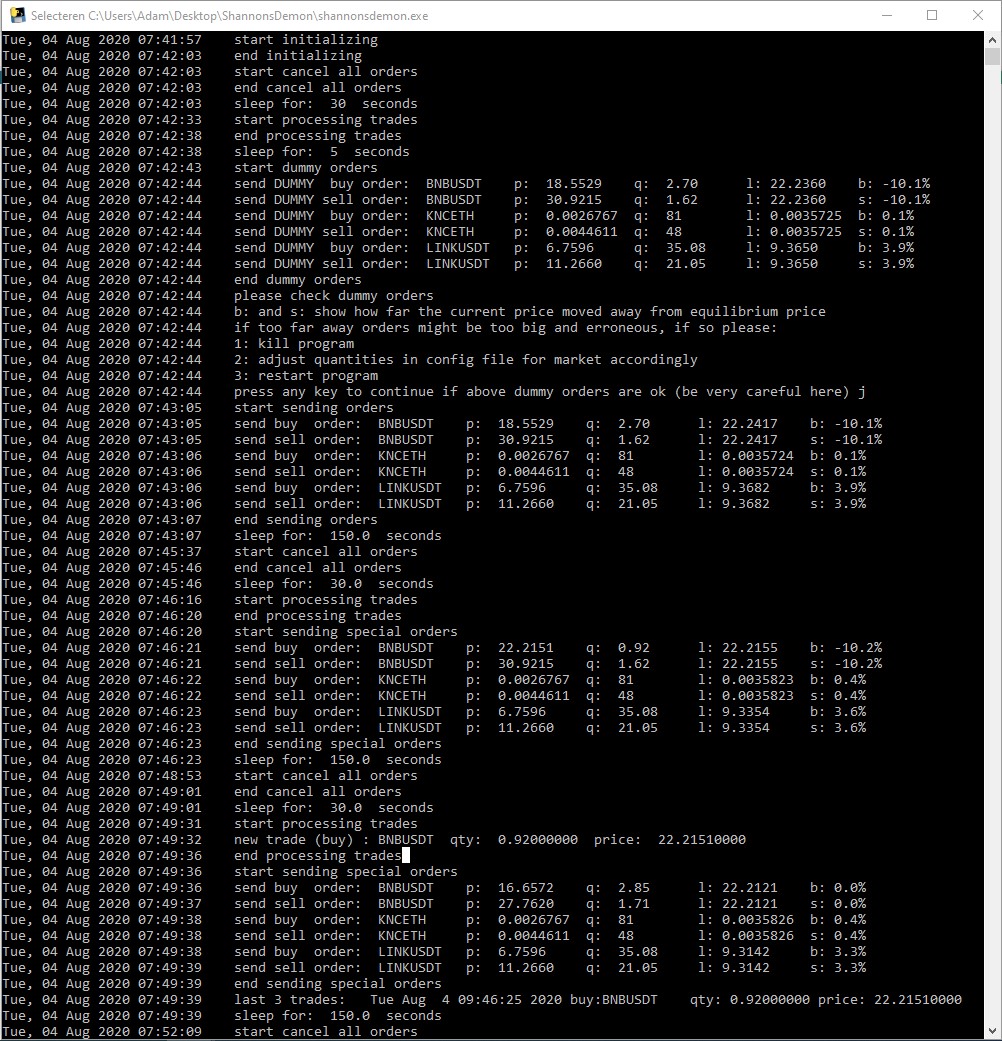 Selecteren C:\Users\Adam\Desktop\ShannonsDemon\shannonsdemon.exe
Tue, 04 Aug 2020 07:41:57    start initializing
Tue, 04 Aug 2020 07:42:03    end initializing
Tue, 04 Aug 2020 07:42:03    start cancel all orders
Tue, 04 Aug 2020 07:42:03    end cancel all orders
Tue, 04 Aug 2020 07:42:03    sleep for:  30  seconds
Tue, 04 Aug 2020 07:42:33    start processing trades
Tue, 04 Aug 2020 07:42:38    end processing trades
Tue, 04 Aug 2020 07:42:38    sleep for:  5  seconds
Tue, 04 Aug 2020 07:42:43    start dummy orders
Tue, 04 Aug 2020 07:42:44    send DUMMY  buy order:  BNBUSDT    p:  18.5529    q:  2.70      l: 22.2360    b: -10.1%
Tue, 04 Aug 2020 07:42:44    send DUMMY sell order:  BNBUSDT    p:  30.9215    q:  1.62      l: 22.2360    s: -10.1%
Tue, 04 Aug 2020 07:42:44    send DUMMY  buy order:  KNCETH     p:  0.0026767  q:  81        l: 0.0035725  b: 0.1%
Tue, 04 Aug 2020 07:42:44    send DUMMY sell order:  KNCETH     p:  0.0044611  q:  48        l: 0.0035725  s: 0.1%
Tue, 04 Aug 2020 07:42:44    send DUMMY  buy order:  LINKUSDT   p:  6.7596     q:  35.08     l: 9.3650     b: 3.9%
Tue, 04 Aug 2020 07:42:44    send DUMMY sell order:  LINKUSDT   p:  11.2660    q:  21.05     l: 9.3650     s: 3.9%
Tue, 04 Aug 2020 07:42:44    end dummy orders
Tue, 04 Aug 2020 07:42:44    please check dummy orders
Tue, 04 Aug 2020 07:42:44    b: and s: show how far the current price moved away from equilibrium price
Tue, 04 Aug 2020 07:42:44    if too far away orders might be too big and erroneous, if so please:
Tue, 04 Aug 2020 07:42:44    1: kill program
Tue, 04 Aug 2020 07:42:44    2: adjust quantities in config file for market accordingly
Tue, 04 Aug 2020 07:42:44    3: restart program
Tue, 04 Aug 2020 07:42:44    press any key to continue if above dummy orders are ok (be very careful here) j
Tue, 04 Aug 2020 07:43:05    start sending orders
Tue, 04 Aug 2020 07:43:05    send buy  order:  BNBUSDT    p:  18.5529    q:  2.70      l: 22.2417    b: -10.1%
Tue, 04 Aug 2020 07:43:05    send sell order:  BNBUSDT    p:  30.9215    q:  1.62      l: 22.2417    s: -10.1%
Tue, 04 Aug 2020 07:43:06    send buy  order:  KNCETH     p:  0.0026767  q:  81        l: 0.0035724  b: 0.1%
Tue, 04 Aug 2020 07:43:06    send sell order:  KNCETH     p:  0.0044611  q:  48        l: 0.0035724  s: 0.1%
Tue, 04 Aug 2020 07:43:06    send buy  order:  LINKUSDT   p:  6.7596     q:  35.08     l: 9.3682     b: 3.9%
Tue, 04 Aug 2020 07:43:06    send sell order:  LINKUSDT   p:  11.2660    q:  21.05     l: 9.3682     s: 3.9%
Tue, 04 Aug 2020 07:43:07    end sending orders
Tue, 04 Aug 2020 07:43:07    sleep for:  150.0  seconds
Tue, 04 Aug 2020 07:45:37    start cancel all orders
Tue, 04 Aug 2020 07:45:46    end cancel all orders
Tue, 04 Aug 2020 07:45:46    sleep for:  30.0  seconds
Tue, 04 Aug 2020 07:46:16    start processing trades
Tue, 04 Aug 2020 07:46:20    end processing trades
Tue, 04 Aug 2020 07:46:20    start sending special orders
Tue, 04 Aug 2020 07:46:21    send buy  order:  BNBUSDT    p:  22.2151    q:  0.92      l: 22.2155    b: -10.2%
Tue, 04 Aug 2020 07:46:21    send sell order:  BNBUSDT    p:  30.9215    q:  1.62      l: 22.2155    s: -10.2%
Tue, 04 Aug 2020 07:46:22    send buy  order:  KNCETH     p:  0.0026767  q:  81        l: 0.0035823  b: 0.4%
Tue, 04 Aug 2020 07:46:22    send sell order:  KNCETH     p:  0.0044611  q:  48        l: 0.0035823  s: 0.4%
Tue, 04 Aug 2020 07:46:23    send buy  order:  LINKUSDT   p:  6.7596     q:  35.08     l: 9.3354     b: 3.6%
Tue, 04 Aug 2020 07:46:23    send sell order:  LINKUSDT   p:  11.2660    q:  21.05     l: 9.3354     s: 3.6%
Tue, 04 Aug 2020 07:46:23    end sending special orders
Tue, 04 Aug 2020 07:46:23    sleep for:  150.0  seconds
Tue, 04 Aug 2020 07:48:53    start cancel all orders
Tue, 04 Aug 2020 07:49:01    end cancel all orders
Tue, 04 Aug 2020 07:49:01    sleep for:  30.0  seconds
Tue, 04 Aug 2020 07:49:31    start processing trades
Tue, 04 Aug 2020 07:49:32    new trade (buy) : BNBUSDT  qty:  0.92000000  price:  22.21510000
Tue, 04 Aug 2020 07:49:36    end processing trades
Tue, 04 Aug 2020 07:49:36    start sending special orders
Tue, 04 Aug 2020 07:49:36    send buy  order:  BNBUSDT    p:  16.6572    q:  2.85      l: 22.2121    b: 0.0%
Tue, 04 Aug 2020 07:49:37    send sell order:  BNBUSDT    p:  27.7620    q:  1.71      l: 22.2121    s: 0.0%
Tue, 04 Aug 2020 07:49:38    send buy  order:  KNCETH     p:  0.0026767  q:  81        l: 0.0035826  b: 0.4%
Tue, 04 Aug 2020 07:49:38    send sell order:  KNCETH     p:  0.0044611  q:  48        l: 0.0035826  s: 0.4%
Tue, 04 Aug 2020 07:49:38    send buy  order:  LINKUSDT   p:  6.7596     q:  35.08     l: 9.3142     b: 3.3%
Tue, 04 Aug 2020 07:49:39    send sell order:  LINKUSDT   p:  11.2660    q:  21.05     l: 9.3142     s: 3.3%
Tue, 04 Aug 2020 07:49:39    end sending special orders
Tue, 04 Aug 2020 07:49:39    last 3 trades:   Tue Aug  4 09:46:25 2020 buy:BNBUSDT    qty: 0.92000000 price: 22.21510000
Tue, 04 Aug 2020 07:49:39    sleep for:  150.0  seconds
Tue, 04 Aug 2020 07:52:09    start cancel all orders